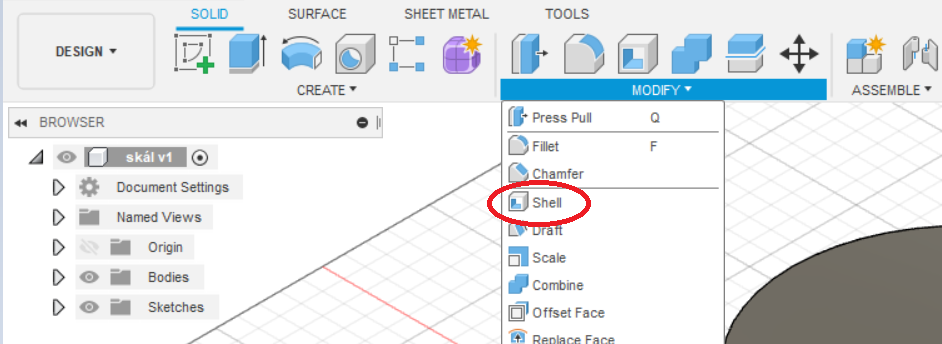 SOLID SURFACE SHEET METAL TOOLS
DESIGN
CREATE MODIFY ASSEMBLE
BROWSER
skál v1
Document Settings
Named Views
Origin
Bodies
Sketches
Press Pull Q
Fillet F
Chamfer
Shell
Draft
Scale
Combine
Offset Face
Replace Face